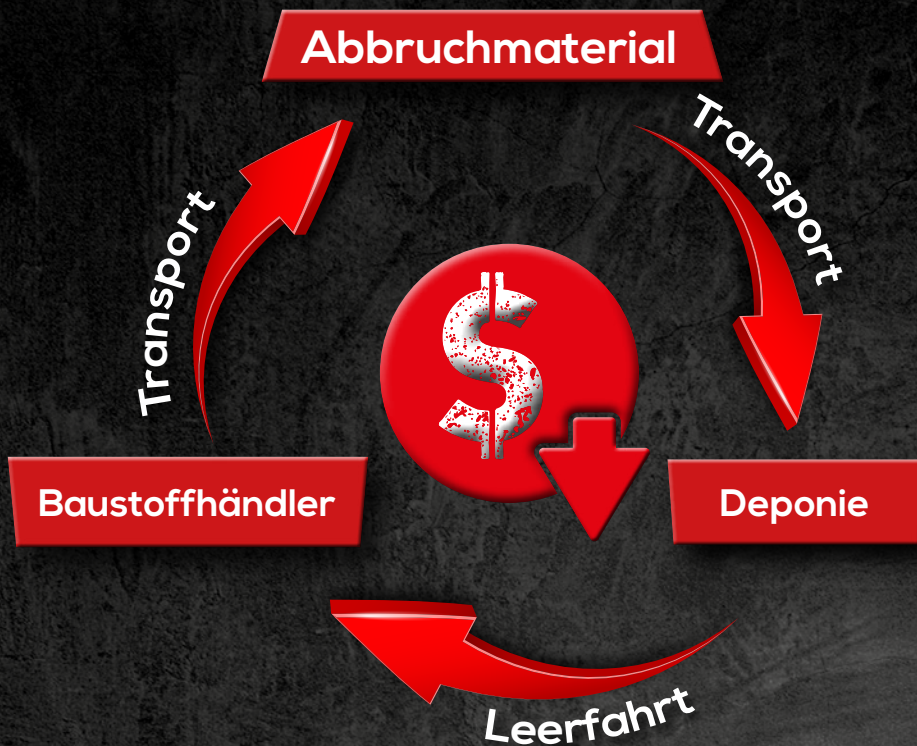 Abbruchmaterial
Transport
Transport
$
Baustoffhändler
Deponie
Leerfahrt